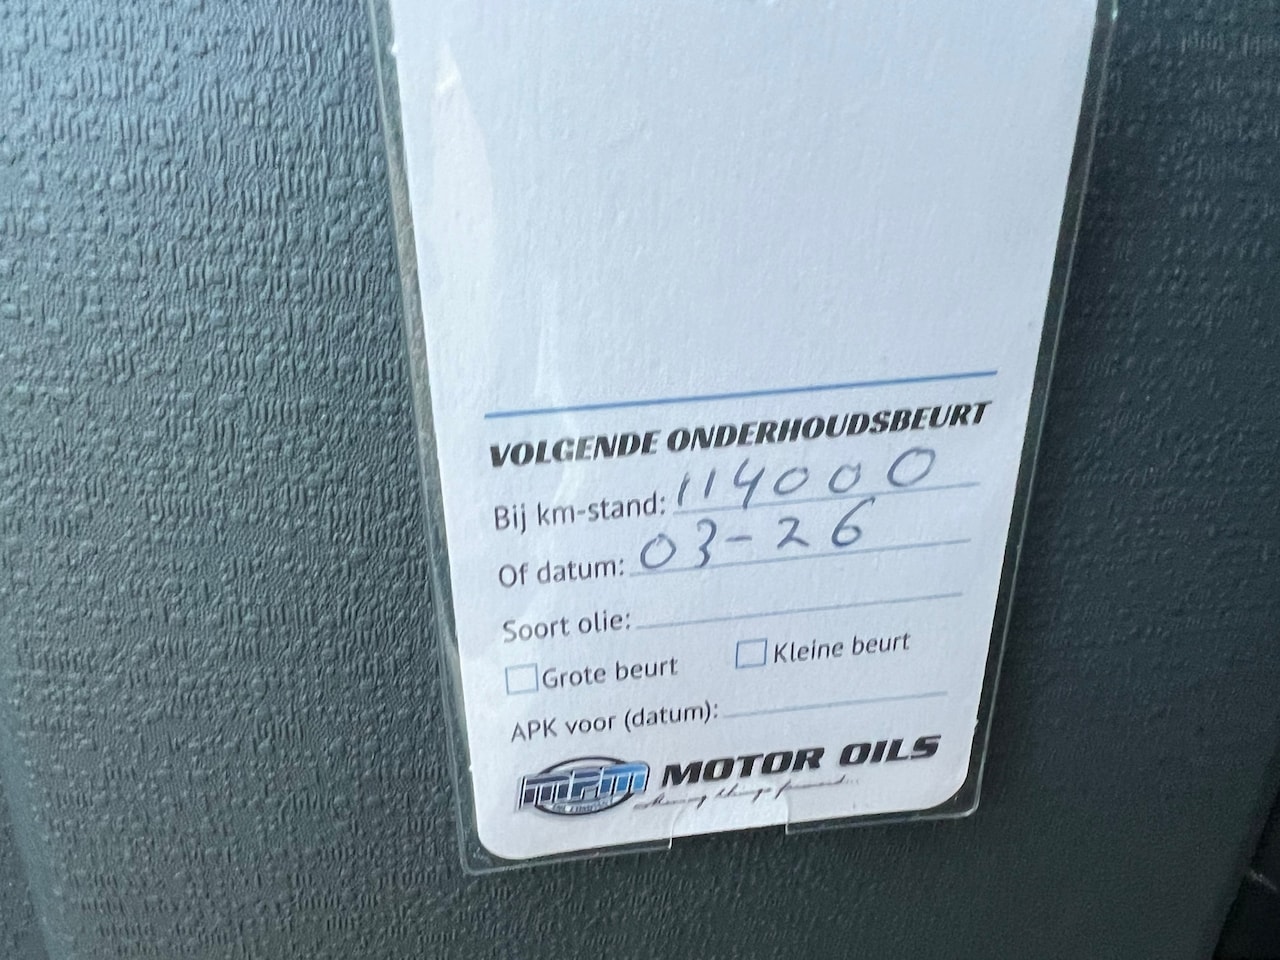 VOLGENDE ONDERHOUDSBEURT
Bij km-stand: 114000
Of datum: 03-26
Soort olie:
Grote beurt Kleine beurt
APK voor (datum):
MPM MOTOR OILS